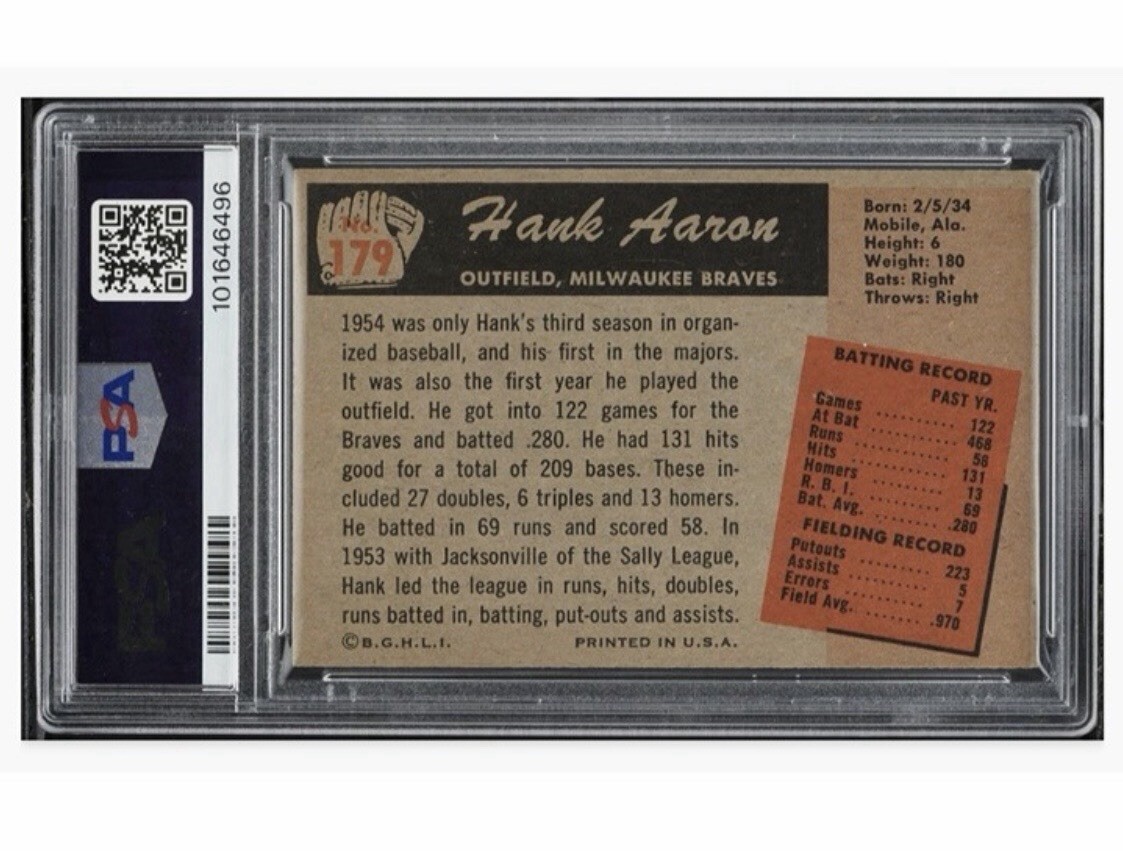 101646496
PSA
No.
179
Hank Aaron
OUTFIELD, MILWAUKEE BRAVES
1954 was only Hank's third season in organ-
ized baseball, and his first in the majors.
It was also the first year he played the
outfield. He got into 122 games for the
Braves and batted .280. He had 131 hits
good for a total of 209 bases. These in-
cluded 27 doubles, 6 triples and 13 homers.
He batted in 69 runs and scored 58. In
1953 with Jacksonville of the Sally League,
Hank led the league in runs, hits, doubles,
runs batted in, batting, put-outs and assists.
©B.G.H.L.I. PRINTED IN U.S.A.
Born: 2/5/34
Mobile, Ala.
Height: 6
Weight: 180
Bats: Right
Throws: Right
BATTING RECORD
PAST YR.
Games ........ 122
At Bat ........ 468
Runs ........ 58
Hits ........ 131
Homers ........ 13
R. B. I. ........ 69
Bat. Avg. ........ .280
FIELDING RECORD
Putouts ........ 223
Assists ........ 5
Errors ........ 7
Field Avg. ....... .970
PSA